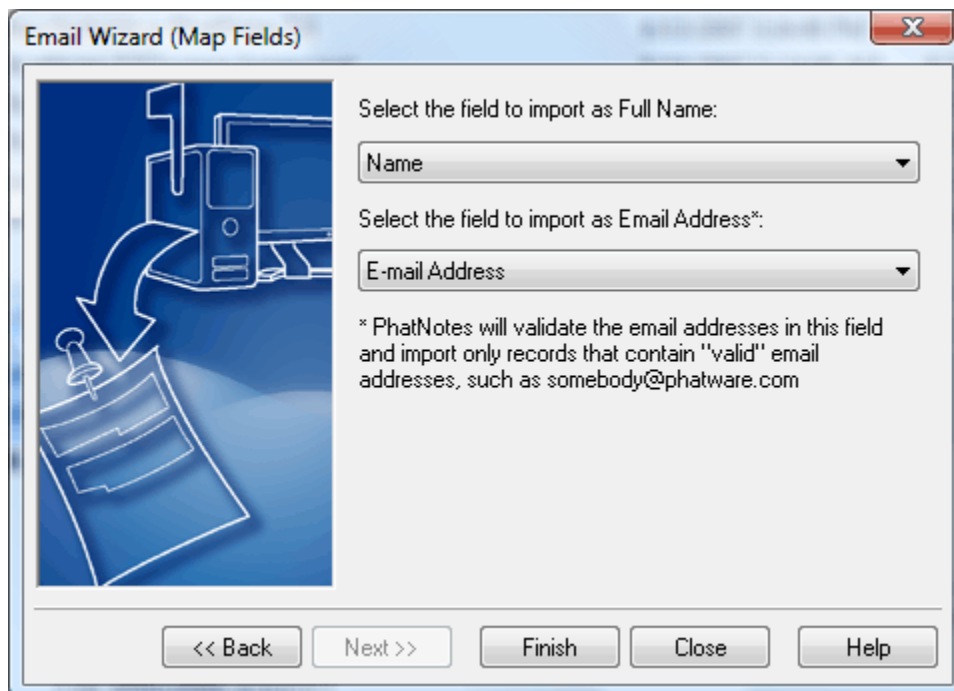 Email Wizard (Map Fields)
Select the field to import as Full Name:
Name
Select the field to import as Email Address*:
E-mail Address
* PhatNotes will validate the email addresses in this field
and import only records that contain "valid" email
addresses, such as somebody@phatware.com
<< Back Next >> Finish Close Help